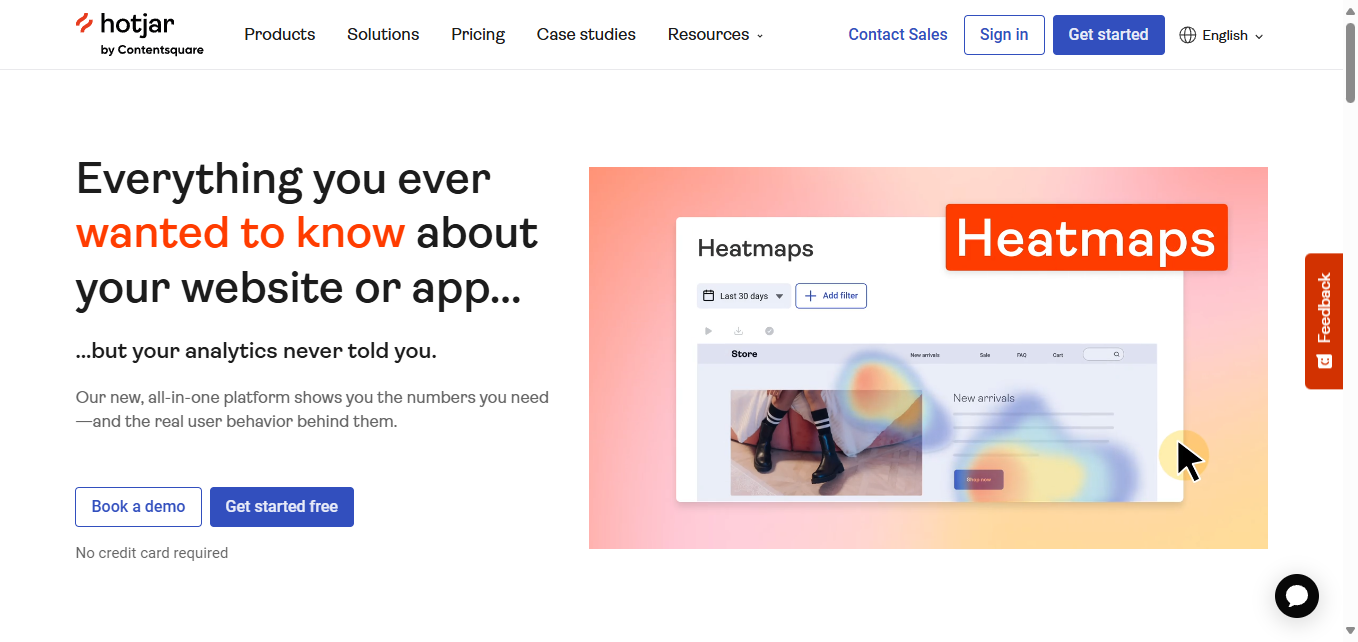 hotjar
by Contentsquare
Products
Solutions
Pricing
Case studies
Resources
Contact Sales
Sign in
Get started
English
Everything you ever
wanted to know about
your website or app...
...but your analytics never told you.
Our new, all-in-one platform shows you the numbers you need
—and the real user behavior behind them.
Book a demo
Get started free
No credit card required
Heatmaps
Heatmaps
Last 30 days
Add filter
Store
New arrivals
Sale
FAQ
Cart
New arrivals
Shop now
Feedback